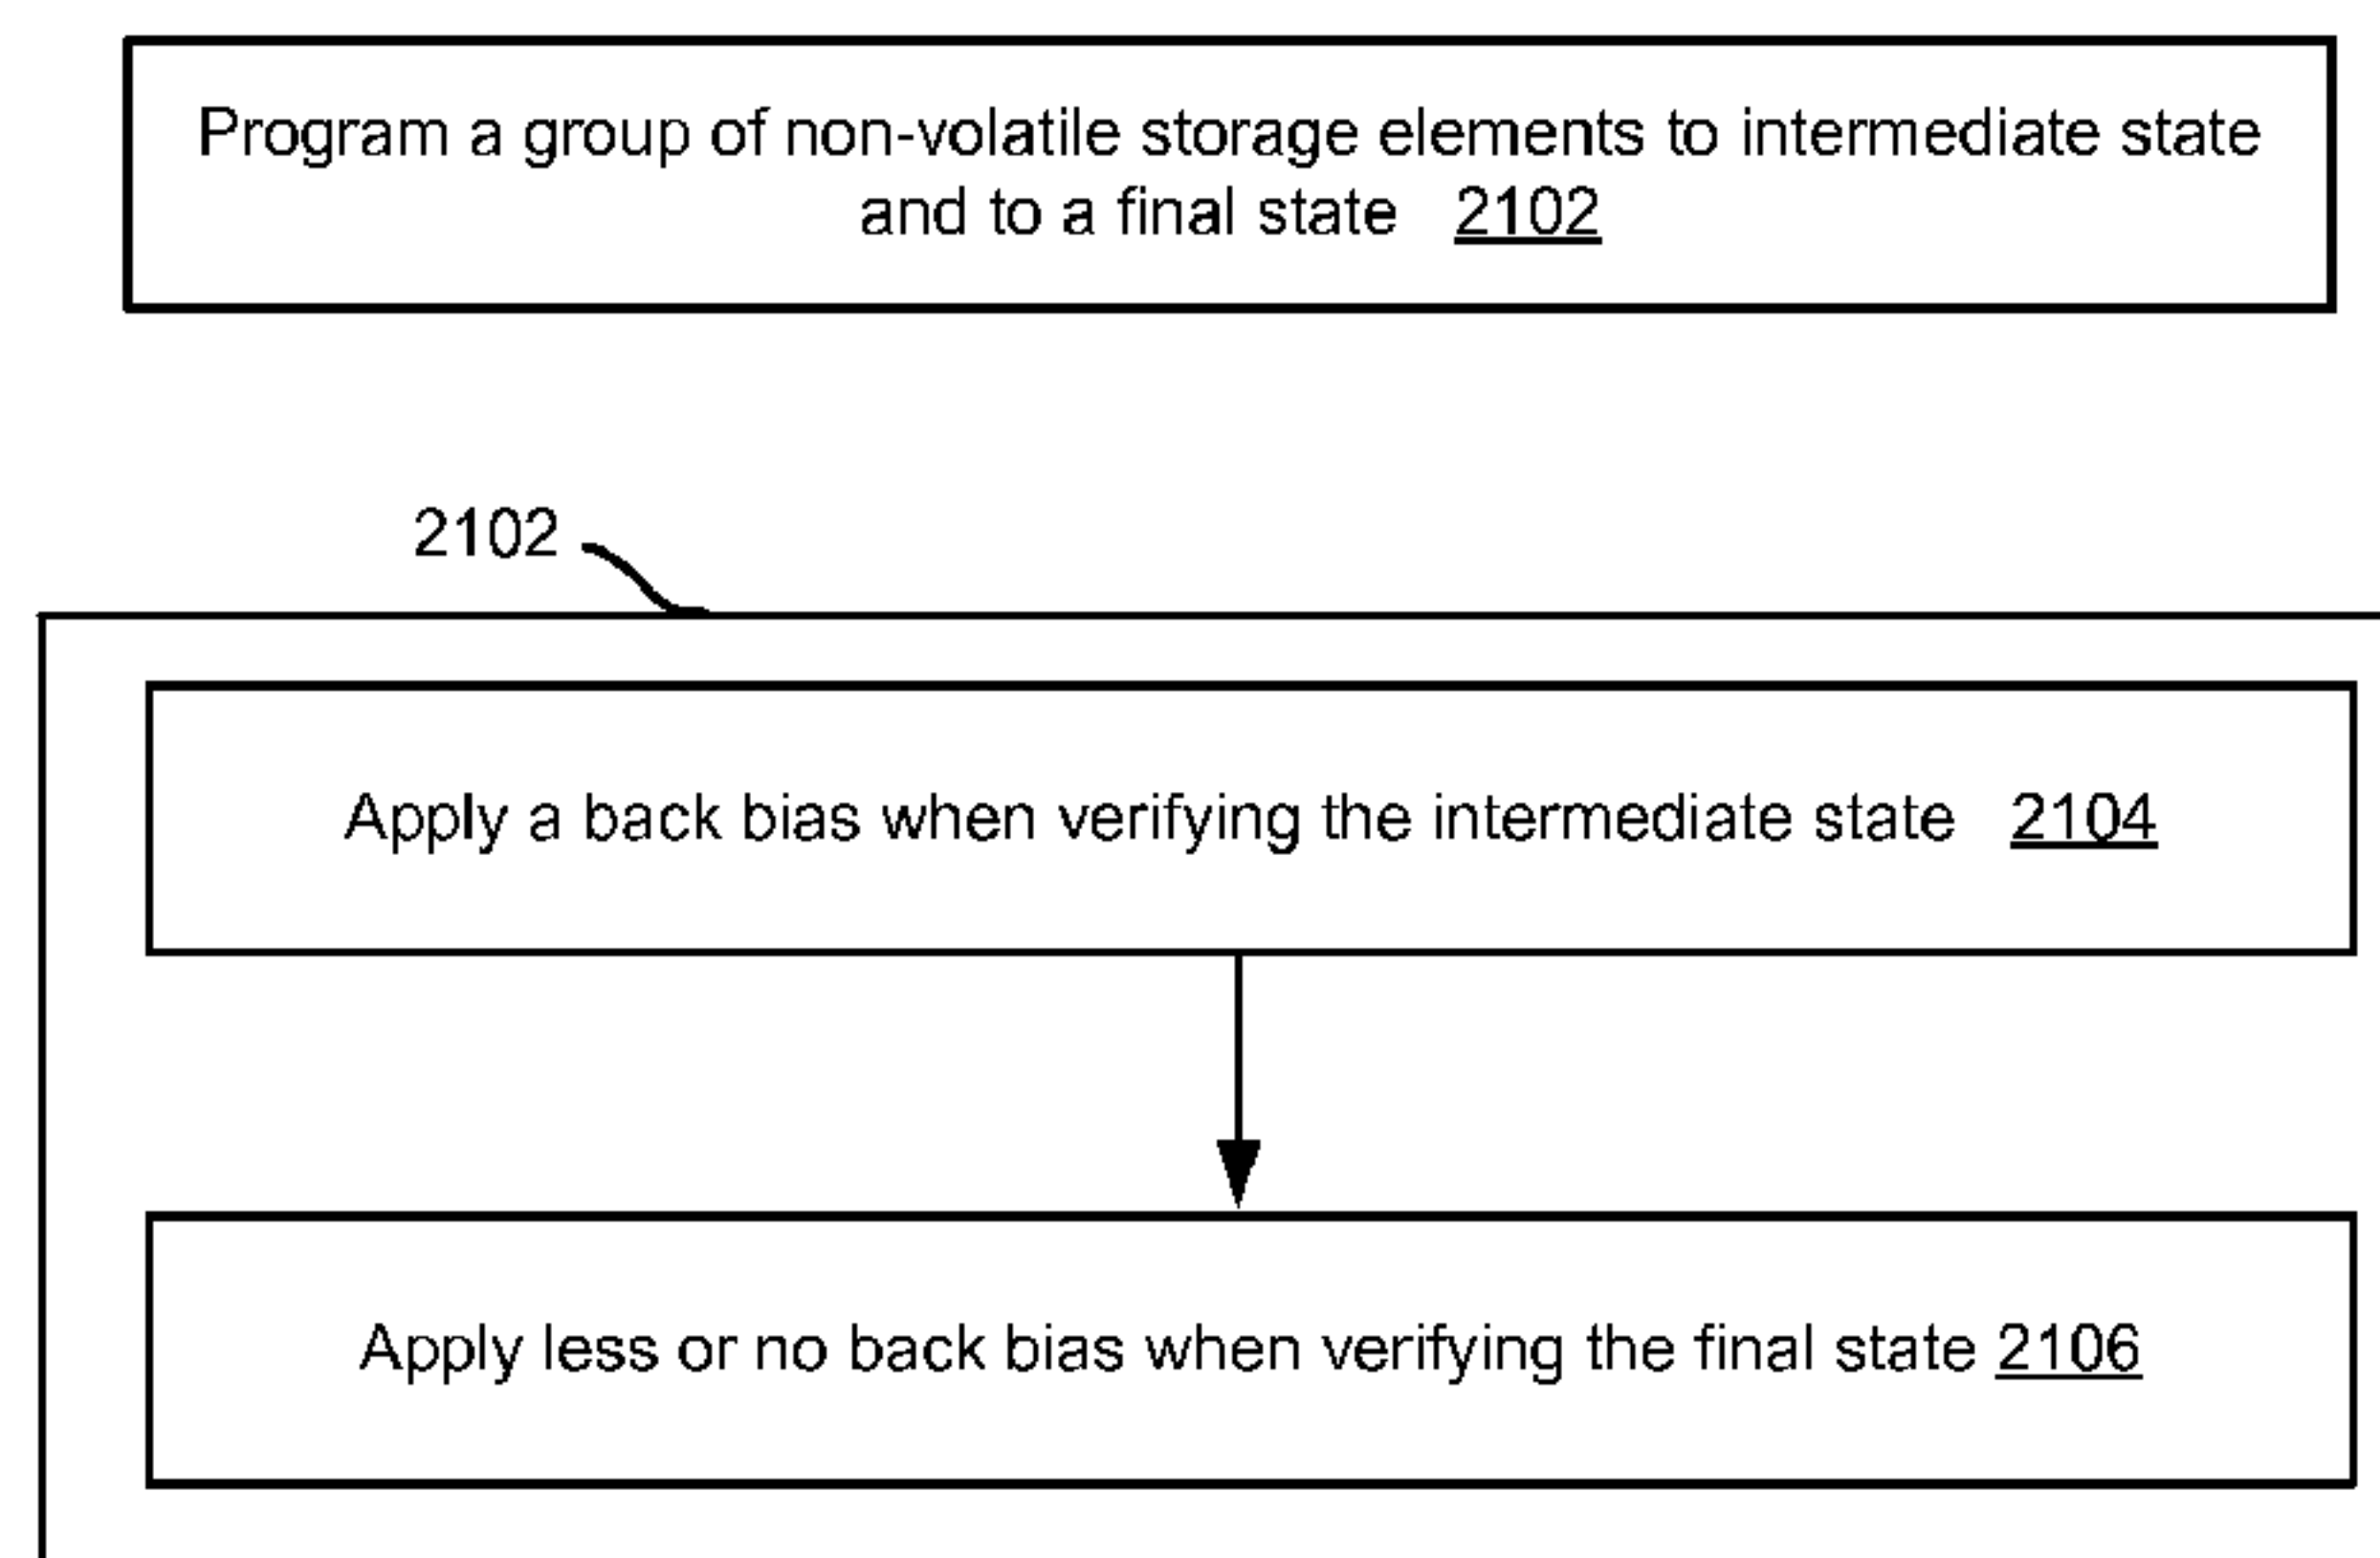 Program a group of non-volatile storage elements to intermediate state
and to a final state 2102
2102
Apply a back bias when verifying the intermediate state 2104
Apply less or no back bias when verifying the final state 2106